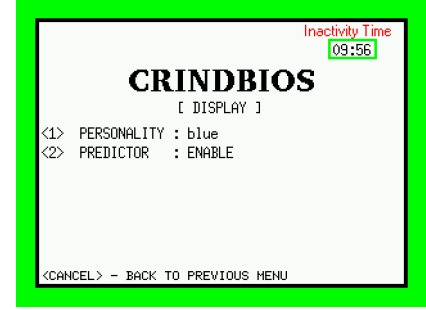 Inactivity Time
09:56
CRINDBIOS
[ DISPLAY ]
<1> PERSONALITY : blue
<2> PREDICTOR : ENABLE
<CANCEL> - BACK TO PREVIOUS MENU